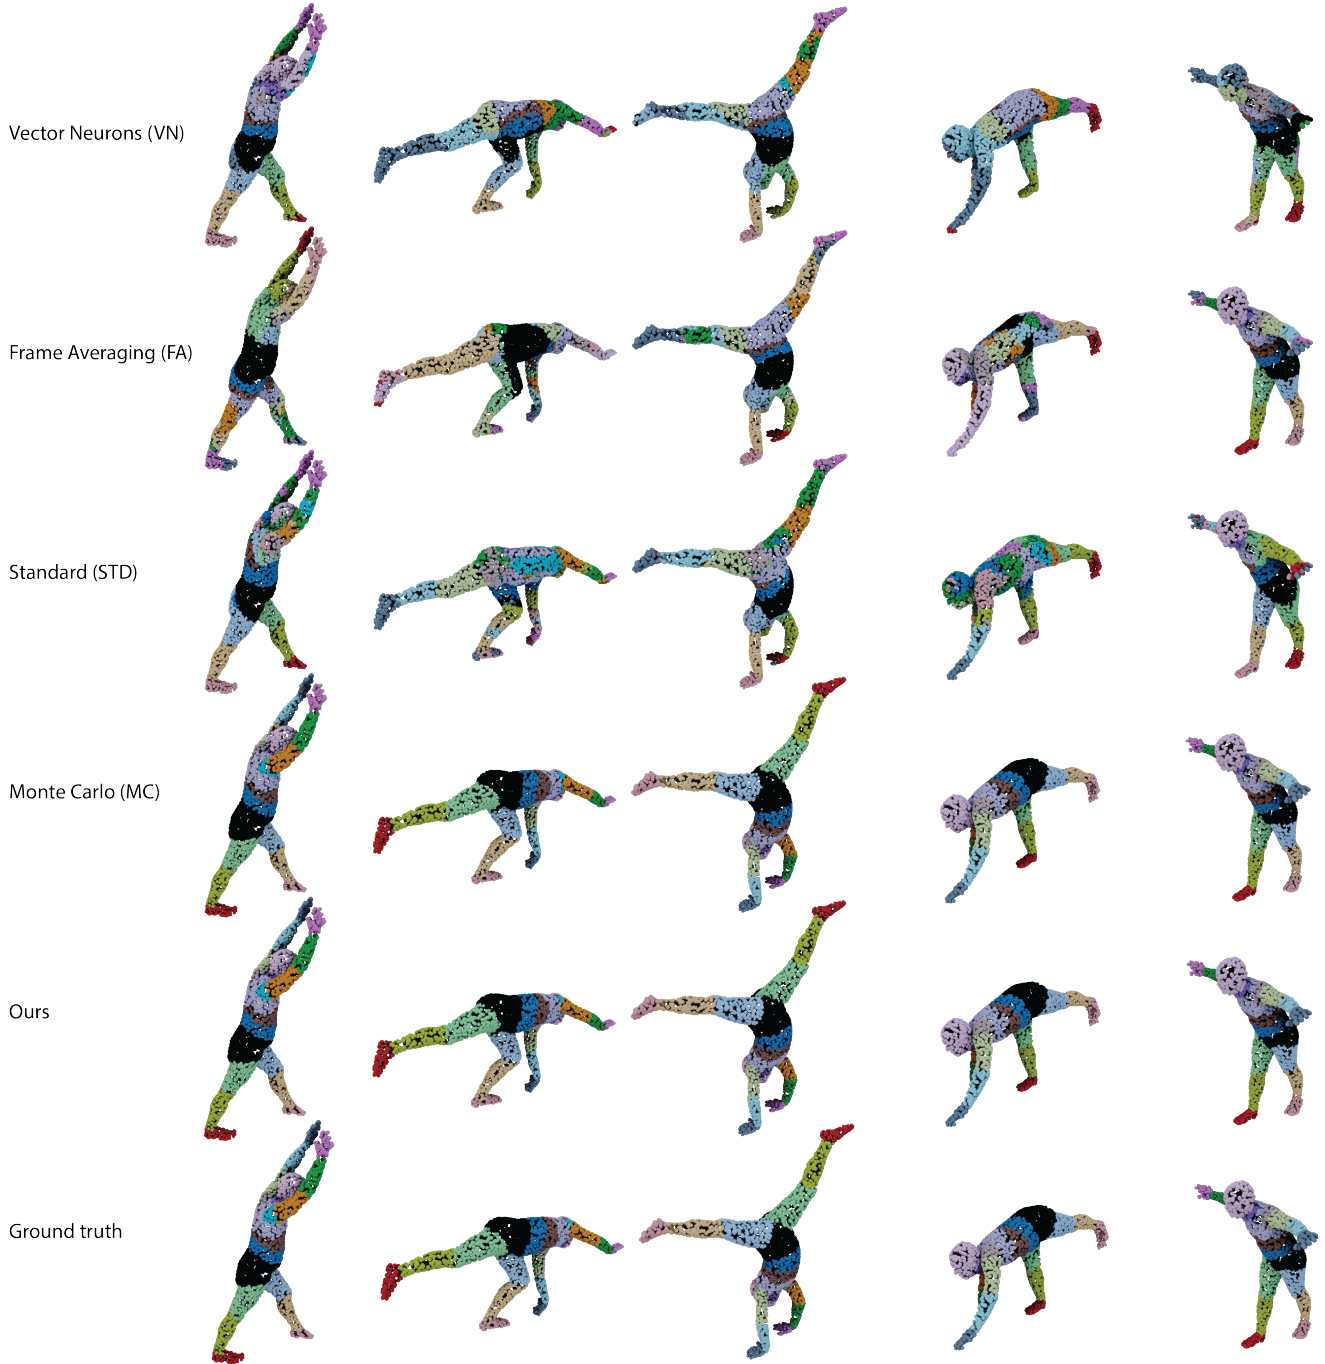 Vector Neurons (VN)
Frame Averaging (FA)
Standard (STD)
Monte Carlo (MC)
Ours
Ground truth